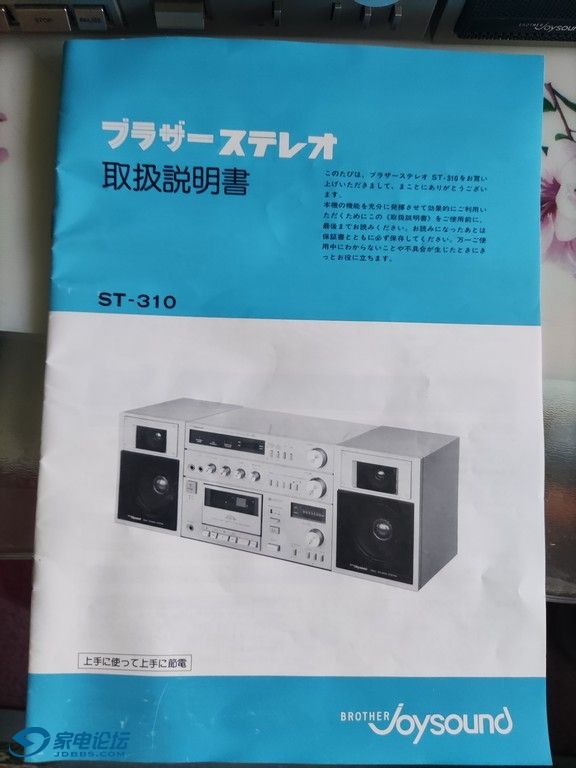 STOP
PAUSE
BROTHER Joysound
ブラザーステレオ
取扱説明書
このたびは、ブラザーステレオ ST-310をお買い
上げいただきまして、まことにありがとうござい
ます。
本機の機能を充分に発揮させて効果的にご利用い
ただくためにこの《取扱説明書》をご使用前に、
最後までお読みください。お読みになったあとは
保証書とともに必ず保存してください。万一ご使
用中にわからないことや不具合が生じたときにき
っとお役に立ちます。
ST-310
上手に使って上手に節電
BROTHER Joysound
家电论坛
JDBBS.COM